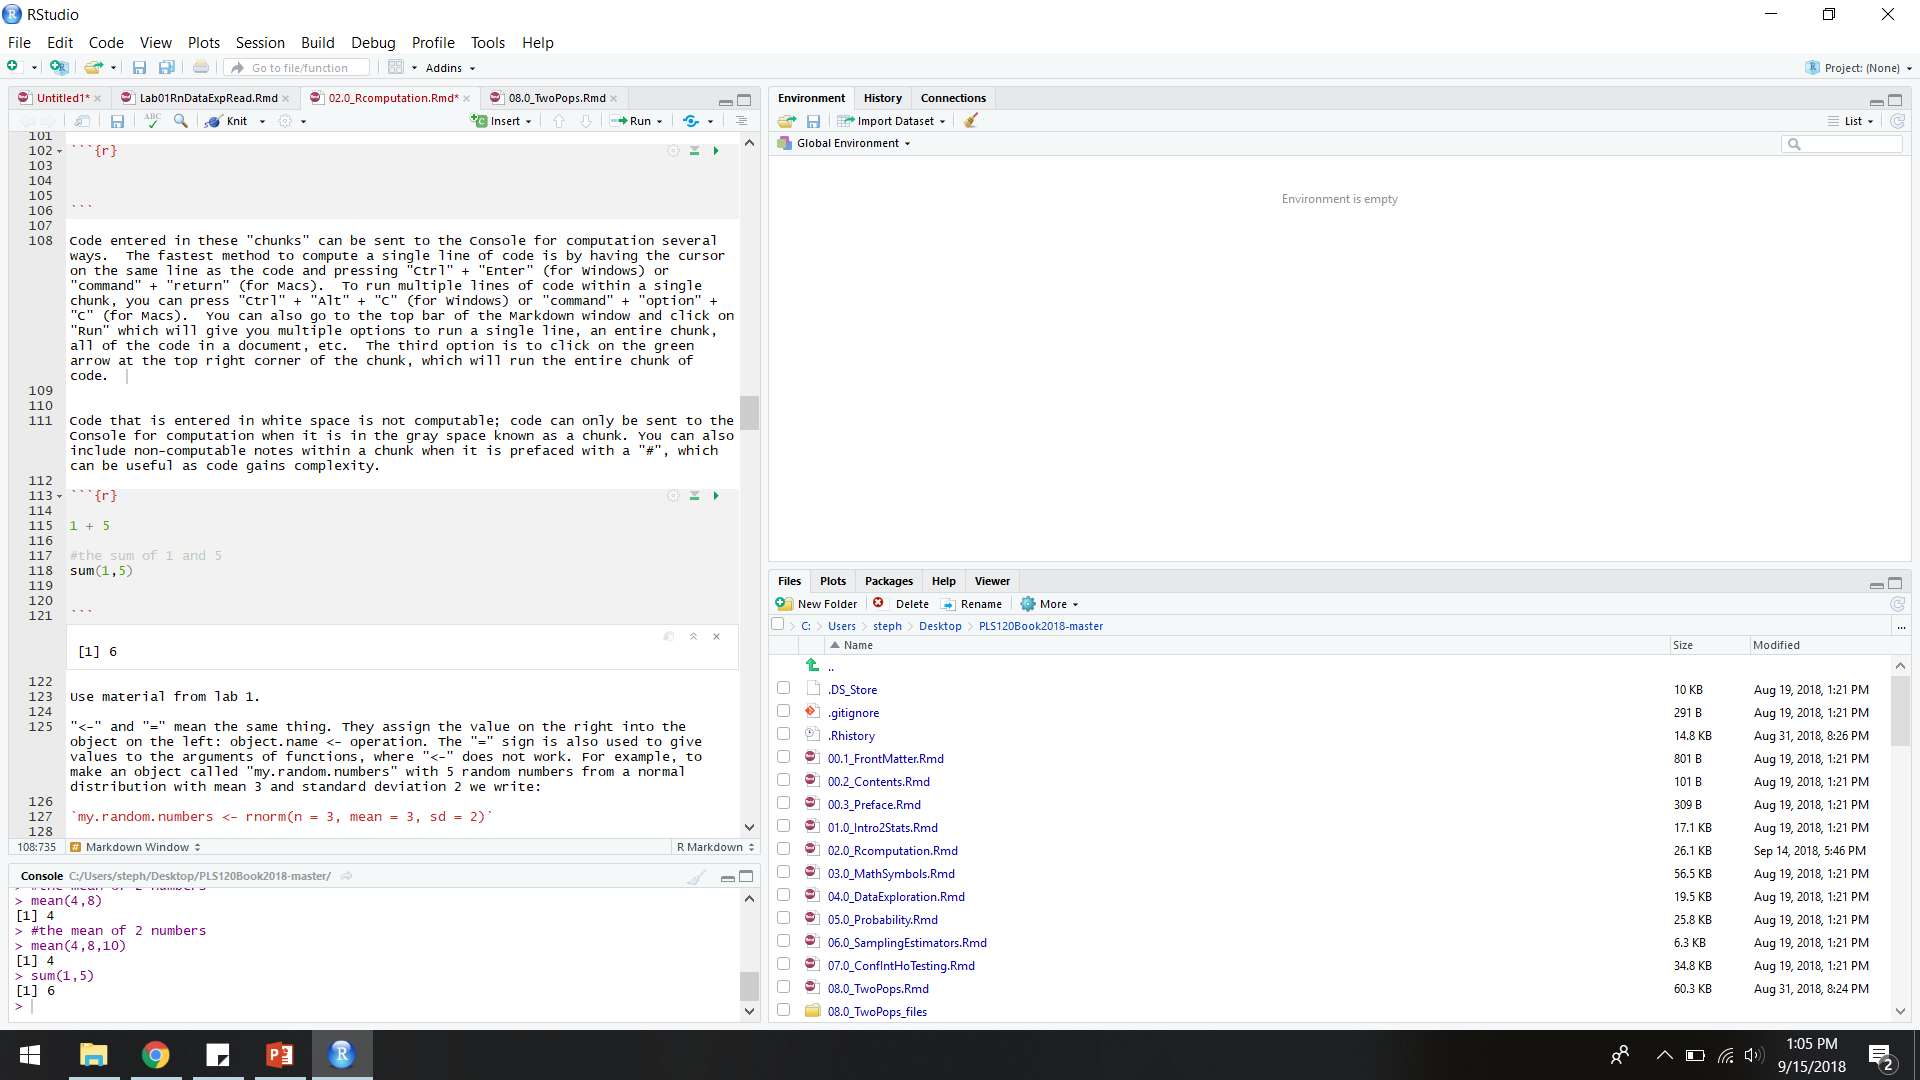 RStudio
File Edit Code View Plots Session Build Debug Profile Tools Help
Go to file/function Addins Project: (None)
Untitled1* Lab01RnDataExpRead.Rmd 02.0_Rcomputation.Rmd* 08.0_TwoPops.Rmd
ABC Knit Insert Run
101
102 ```{r}
103
104
105
106 ```
107
108 Code entered in these "chunks" can be sent to the Console for computation several
ways.  The fastest method to compute a single line of code is by having the cursor
on the same line as the code and pressing "Ctrl" + "Enter" (for Windows) or
"command" + "return" (for Macs).  To run multiple lines of code within a single
chunk, you can press "Ctrl" + "Alt" + "C" (for Windows) or "command" + "option" +
"C" (for Macs).  You can also go to the top bar of the Markdown window and click on
"Run" which will give you multiple options to run a single line, an entire chunk,
all of the code in a document, etc.  The third option is to click on the green
arrow at the top right corner of the chunk, which will run the entire chunk of
code.
109
110
111 Code that is entered in white space is not computable; code can only be sent to the
Console for computation when it is in the gray space known as a chunk. You can also
include non-computable notes within a chunk when it is prefaced with a "#", which
can be useful as code gains complexity.
112
113 ```{r}
114
115 1 + 5
116
117 #the sum of 1 and 5
118 sum(1,5)
119
120
121 ```
[1] 6
122
123 Use material from lab 1.
124
125 "<-" and "=" mean the same thing. They assign the value on the right into the
object on the left: object.name <- operation. The "=" sign is also used to give
values to the arguments of functions, where "<-" does not work. For example, to
make an object called "my.random.numbers" with 5 random numbers from a normal
distribution with mean 3 and standard deviation 2 we write:
126
127 `my.random.numbers <- rnorm(n = 3, mean = 3, sd = 2)`
128
108:735 # Markdown Window R Markdown
Console C:/Users/steph/Desktop/PLS120Book2018-master/
> #the mean of 2 numbers
> mean(4,8)
[1] 4
> #the mean of 2 numbers
> mean(4,8,10)
[1] 4
> sum(1,5)
[1] 6
>
Environment History Connections
Import Dataset List
Global Environment
Environment is empty
Files Plots Packages Help Viewer
New Folder Delete Rename More
C: Users steph Desktop PLS120Book2018-master ...
Name Size Modified
..
.DS_Store 10 KB Aug 19, 2018, 1:21 PM
.gitignore 291 B Aug 19, 2018, 1:21 PM
.Rhistory 14.8 KB Aug 31, 2018, 8:26 PM
00.1_FrontMatter.Rmd 801 B Aug 19, 2018, 1:21 PM
00.2_Contents.Rmd 101 B Aug 19, 2018, 1:21 PM
00.3_Preface.Rmd 309 B Aug 19, 2018, 1:21 PM
01.0_Intro2Stats.Rmd 17.1 KB Aug 19, 2018, 1:21 PM
02.0_Rcomputation.Rmd 26.1 KB Sep 14, 2018, 5:46 PM
03.0_MathSymbols.Rmd 56.5 KB Aug 19, 2018, 1:21 PM
04.0_DataExploration.Rmd 19.5 KB Aug 19, 2018, 1:21 PM
05.0_Probability.Rmd 25.8 KB Aug 19, 2018, 1:21 PM
06.0_SamplingEstimators.Rmd 6.3 KB Aug 19, 2018, 1:21 PM
07.0_ConfIntHoTesting.Rmd 34.8 KB Aug 19, 2018, 1:21 PM
08.0_TwoPops.Rmd 60.3 KB Aug 31, 2018, 8:24 PM
08.0_TwoPops_files
1:05 PM
9/15/2018
2